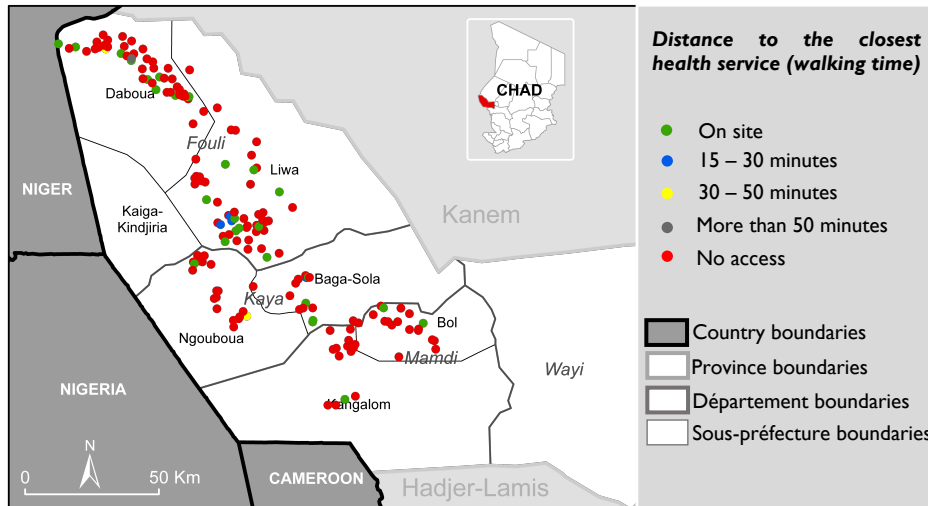 Distance to the closest
health service (walking time)
On site
15 – 30 minutes
30 – 50 minutes
More than 50 minutes
No access
Country boundaries
Province boundaries
Département boundaries
Sous-préfecture boundaries
CHAD
Daboua
Fouli
Liwa
NIGER
Kaiga-
Kindjiria
Kanem
Baga-Sola
Kaya
Ngouboua
Bol
Mamdi
Wayi
NIGERIA
Kangalom
N
0 50 Km
CAMEROON
Hadjer-Lamis